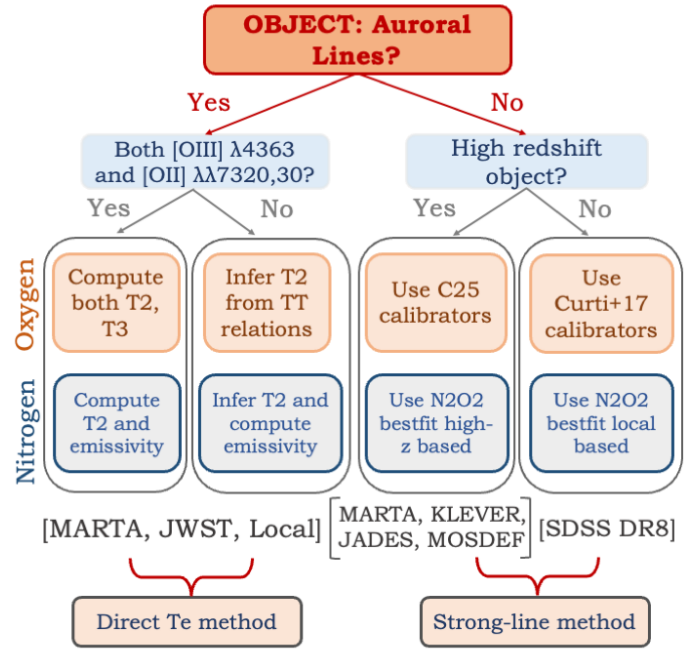 OBJECT: Auroral
Lines?
Yes
No
Both [OIII] λ4363
and [OII] λλ7320,30?
High redshift
object?
Yes
No
Yes
No
Oxygen
Compute
both T2,
T3
Infer T2
from TT
relations
Use C25
calibrators
Use
Curti+17
calibrators
Nitrogen
Compute
T2 and
emissivity
Infer T2 and
compute
emissivity
Use N2O2
bestfit high-
z based
Use N2O2
bestfit local
based
[MARTA, JWST, Local]
[MARTA, KLEVER,
JADES, MOSDEF]
[SDSS DR8]
Direct Te method
Strong-line method